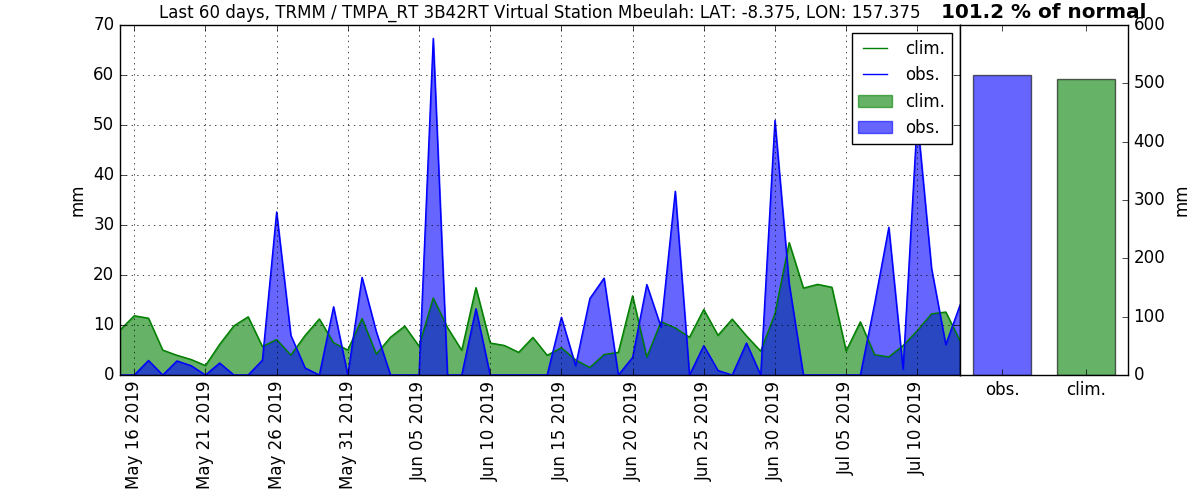 Last 60 days, TRMM / TMPA_RT 3B42RT Virtual Station Mbeulah: LAT: -8.375, LON: 157.375
101.2 % of normal
70
60
50
40
30
20
10
0
mm
clim.
obs.
clim.
obs.
600
500
400
300
200
100
0
mm
May 16 2019
May 21 2019
May 26 2019
May 31 2019
Jun 05 2019
Jun 10 2019
Jun 15 2019
Jun 20 2019
Jun 25 2019
Jun 30 2019
Jul 05 2019
Jul 10 2019
obs.
clim.